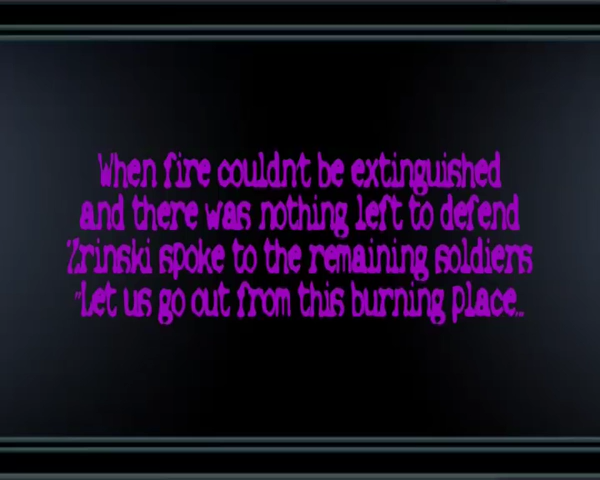 When fire couldnt be extinguished
and there was nothing left to defend
Zrinski spoke to the remaining soldiers
"Let us go out from this burning place...